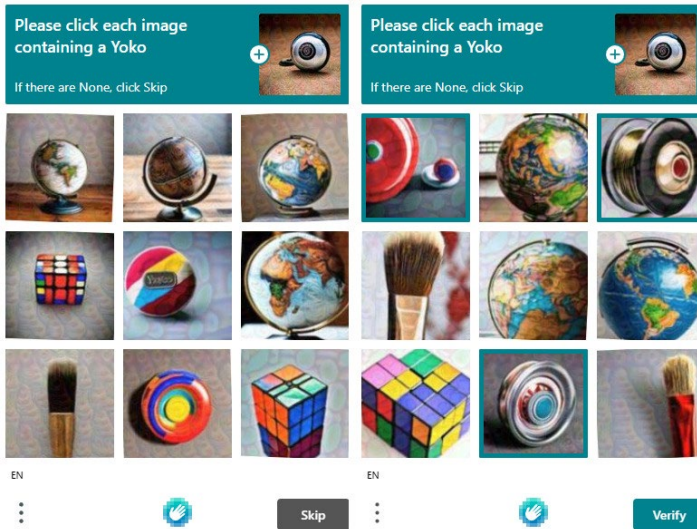 Please click each image
containing a Yoko
If there are None, click Skip
EN
Skip
Please click each image
containing a Yoko
If there are None, click Skip
EN
Verify